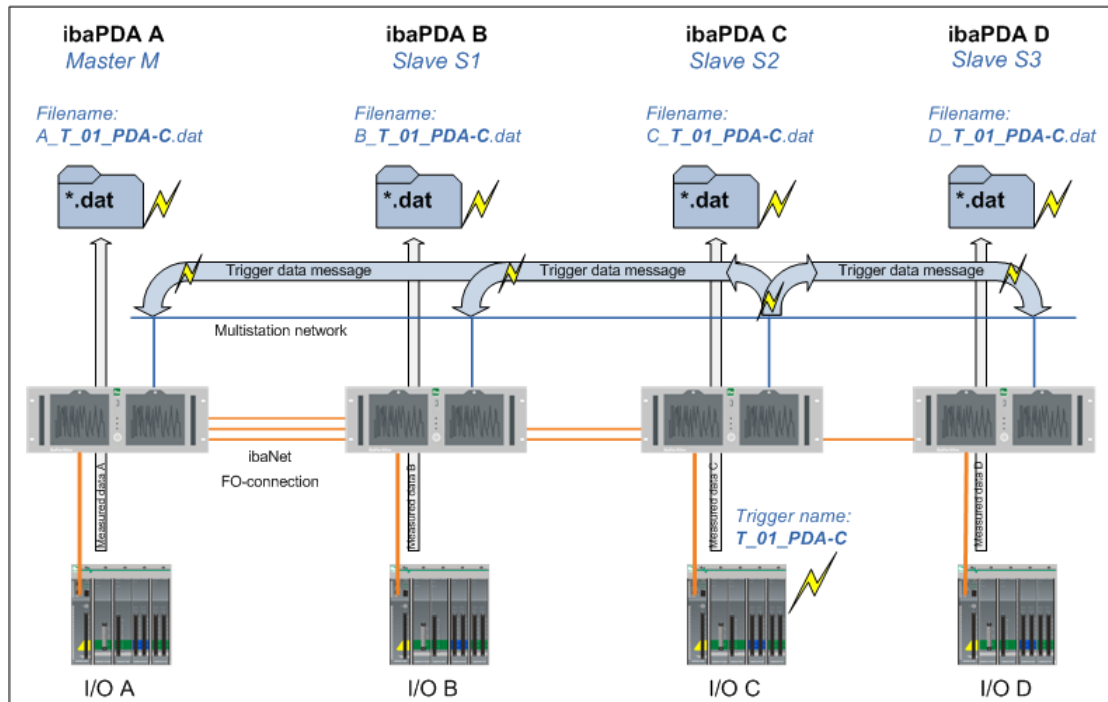 ibaPDA A
Master M
ibaPDA B
Slave S1
ibaPDA C
Slave S2
ibaPDA D
Slave S3
Filename:
A_T_01_PDA-C.dat
Filename:
B_T_01_PDA-C.dat
Filename:
C_T_01_PDA-C.dat
Filename:
D_T_01_PDA-C.dat
*.dat
*.dat
*.dat
*.dat
Trigger data message
Trigger data message
Trigger data message
Multistation network
ibaNet
FO-connection
Measured data A
Measured data B
Measured data C
Measured data D
Trigger name:
T_01_PDA-C
I/O A
I/O B
I/O C
I/O D